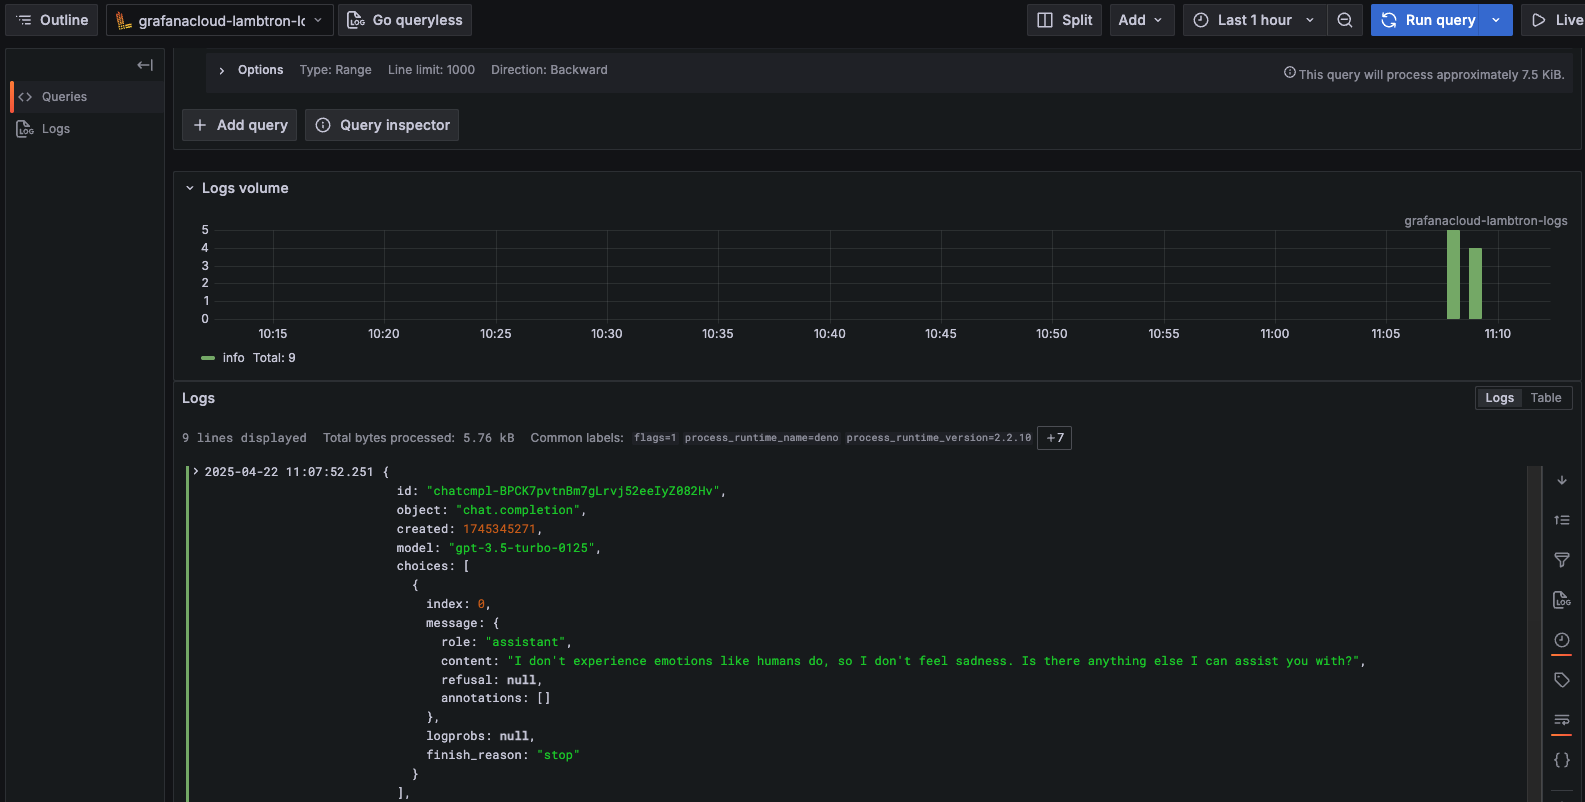 Outline
grafanacloud-lambtron-lo
Go queryless
Split
Add
Last 1 hour
Run query
Live
Queries
Logs
Options Type: Range Line limit: 1000 Direction: Backward
This query will process approximately 7.5 KiB.
Add query
Query inspector
Logs volume
grafanacloud-lambtron-logs
5
4
3
2
1
0
10:15 10:20 10:25 10:30 10:35 10:40 10:45 10:50 10:55 11:00 11:05 11:10
info Total: 9
Logs
Logs Table
9 lines displayed Total bytes processed: 5.76 kB Common labels: flags=1 process_runtime_name=deno process_runtime_version=2.2.10 +7
2025-04-22 11:07:52.251 {
id: "chatcmpl-BPCK7pvtnBm7gLrvj52eeIyZ082Hv",
object: "chat.completion",
created: 1745345271,
model: "gpt-3.5-turbo-0125",
choices: [
{
index: 0,
message: {
role: "assistant",
content: "I don't experience emotions like humans do, so I don't feel sadness. Is there anything else I can assist you with?",
refusal: null,
annotations: []
},
logprobs: null,
finish_reason: "stop"
}
],